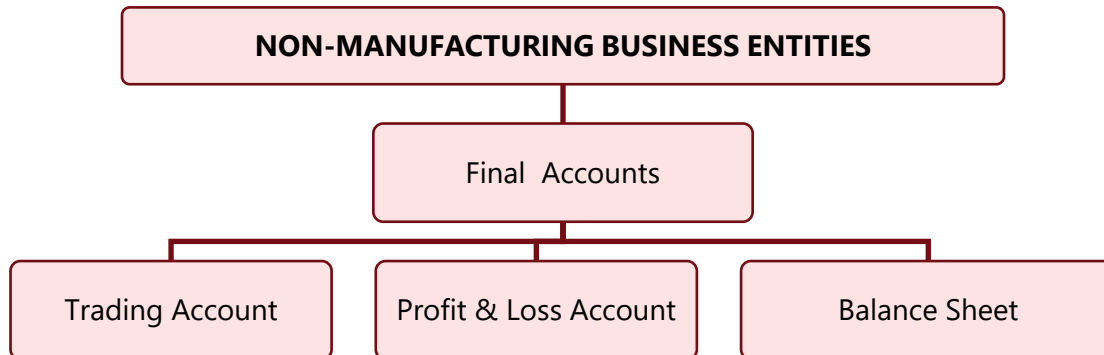 NON-MANUFACTURING BUSINESS ENTITIES
Final Accounts
Trading Account
Profit & Loss Account
Balance Sheet